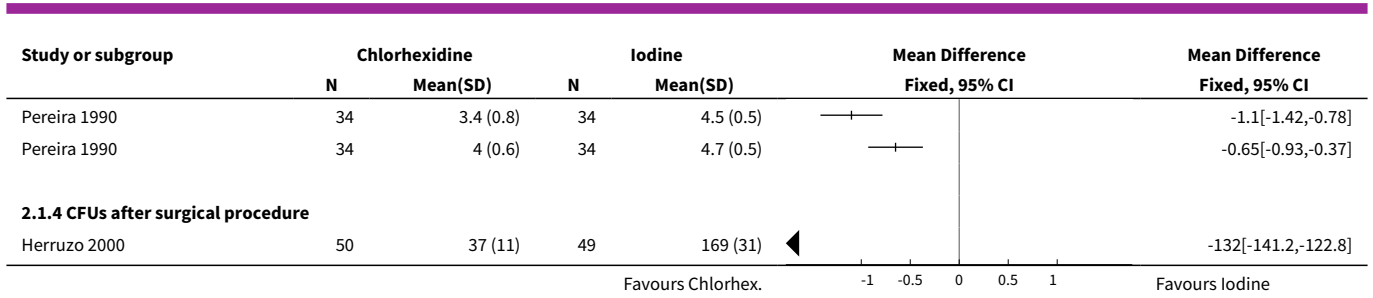 Study or subgroup Chlorhexidine Iodine Mean Difference Mean Difference
N Mean(SD) N Mean(SD) Fixed, 95% CI Fixed, 95% CI
Pereira 1990 34 3.4 (0.8) 34 4.5 (0.5) -1.1[-1.42,-0.78]
Pereira 1990 34 4 (0.6) 34 4.7 (0.5) -0.65[-0.93,-0.37]
2.1.4 CFUs after surgical procedure
Herruzo 2000 50 37 (11) 49 169 (31) -132[-141.2,-122.8]
Favours Chlorhex. -1 -0.5 0 0.5 1 Favours Iodine